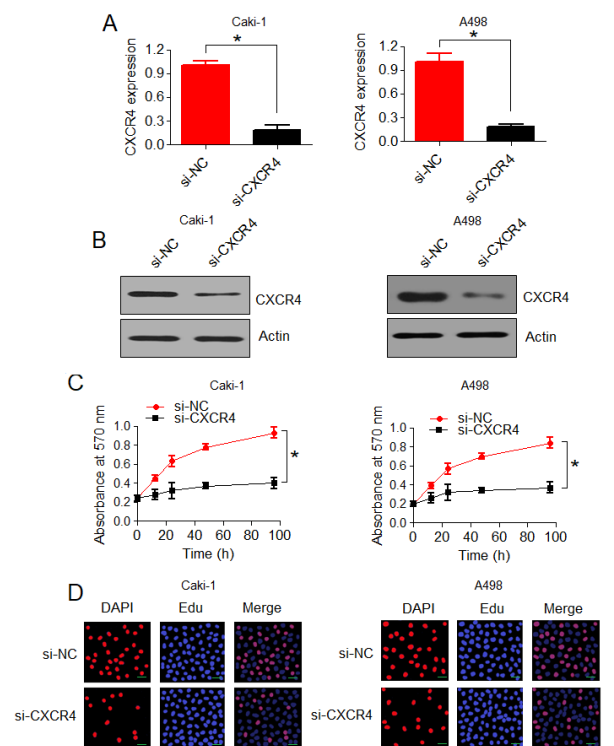 A
Caki-1
CXCR4 expression
1.2
0.9
0.6
0.3
0.0
*
si-NC
si-CXCR4
A498
CXCR4 expression
1.2
0.9
0.6
0.3
0.0
*
si-NC
si-CXCR4
B
Caki-1
si-NC
si-CXCR4
CXCR4
Actin
A498
si-NC
si-CXCR4
CXCR4
Actin
C
Caki-1
si-NC
si-CXCR4
Absorbance at 570 nm
1.0
0.8
0.6
0.4
0.2
0.0
*
0 20 40 60 80 100
Time (h)
A498
si-NC
si-CXCR4
Absorbance at 570 nm
1.0
0.8
0.6
0.4
0.2
0.0
*
0 20 40 60 80 100
Time (h)
D
Caki-1
DAPI Edu Merge
si-NC
si-CXCR4
A498
DAPI Edu Merge
si-NC
si-CXCR4